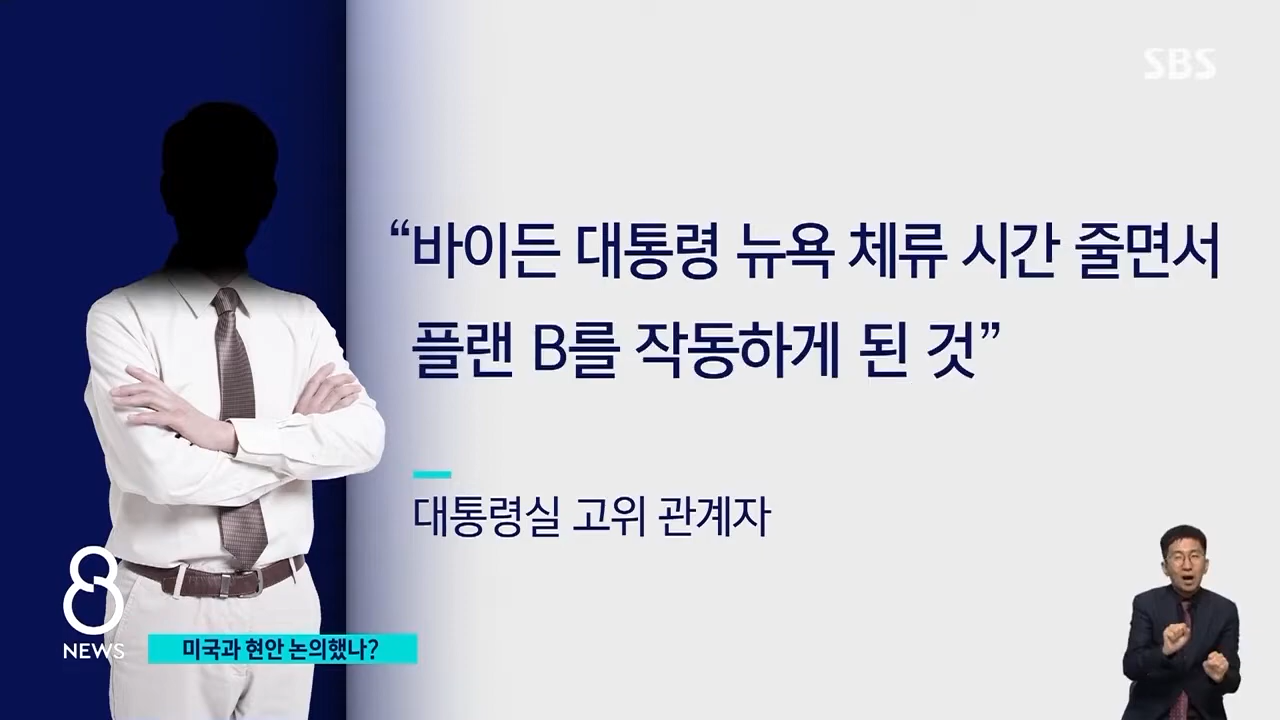 SBS
“바이든 대통령 뉴욕 체류 시간 줄면서
플랜 B를 작동하게 된 것”
대통령실 고위 관계자
8
NEWS
미국과 현안 논의했나?